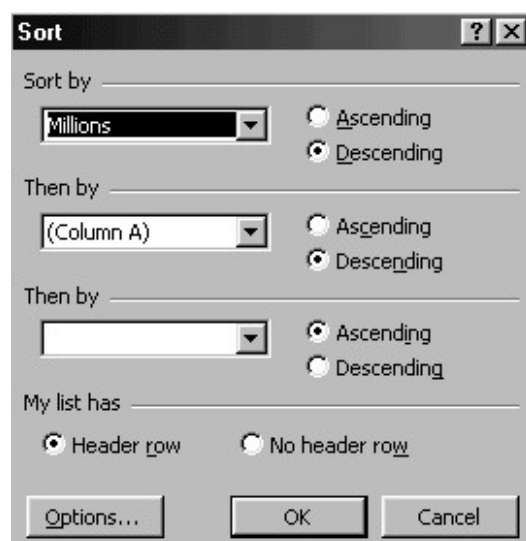 Sort
Sort by
Millions
Ascending
Descending
Then by
(Column A)
Ascending
Descending
Then by
Ascending
Descending
My list has
Header row
No header row
Options...
OK
Cancel